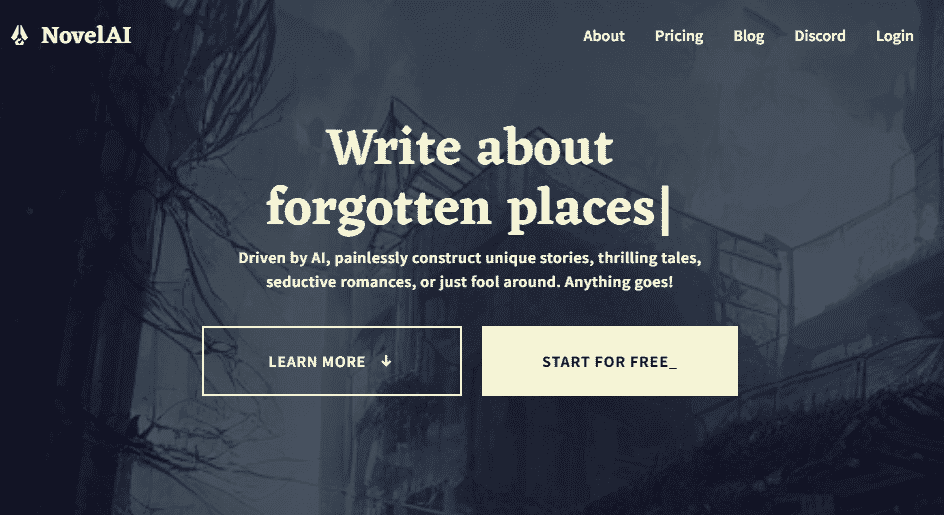 NovelAI
About Pricing Blog Discord Login
Write about
forgotten places|
Driven by AI, painlessly construct unique stories, thrilling tales,
seductive romances, or just fool around. Anything goes!
LEARN MORE ↓
START FOR FREE_